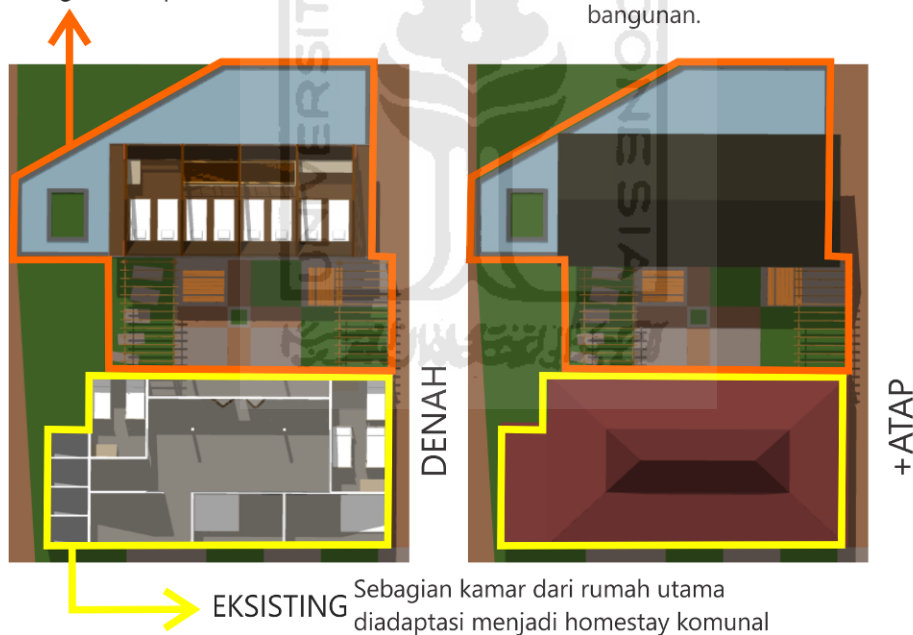 bangunan.
DENAH
+ATAP
EKSISTING
Sebagian kamar dari rumah utama
diadaptasi menjadi homestay komunal